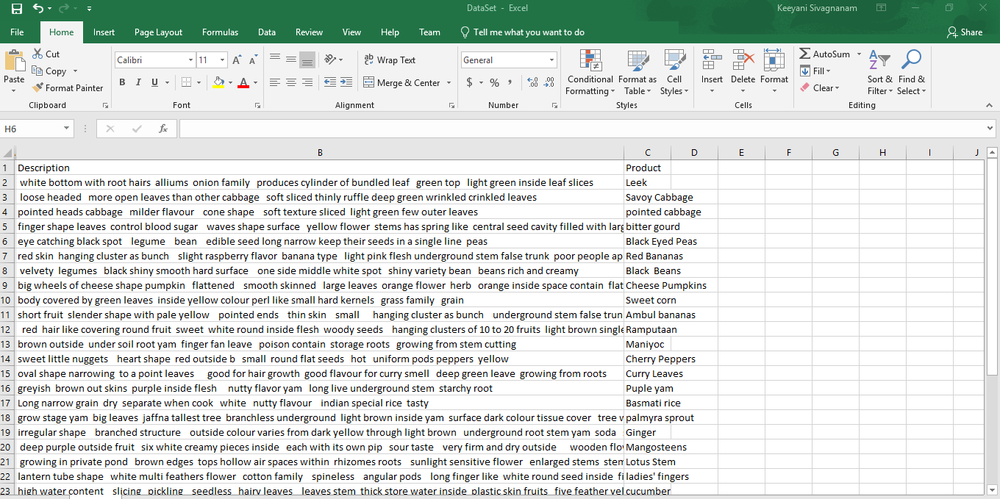 DataSet - Excel
Keeyani Sivagnanam
File Home Insert Page Layout Formulas Data Review View Help Team Tell me what you want to do Share
Paste
Cut
Copy
Format Painter
Clipboard
Calibri 11
B I U
Font
Wrap Text
Merge & Center
Alignment
General
$ % ,
Number
Conditional Formatting
Format as Table
Cell Styles
Styles
Insert
Delete
Format
Cells
AutoSum
Fill
Clear
Sort & Filter
Find & Select
Editing
H6
fx
B C D E F G H I J
1 Description Product
2 white bottom with root hairs alliums onion family produces cylinder of bundled leaf green top light green inside leaf slices Leek
3 loose headed more open leaves than other cabbage soft sliced thinly ruffle deep green wrinkled crinkled leaves Savoy Cabbage
4 pointed heads cabbage milder flavour cone shape soft texture sliced light green few outer leaves pointed cabbage
5 finger shape leaves control blood sugar waves shape surface yellow flower stems has spring like central seed cavity filled with larg bitter gourd
6 eye catching black spot legume bean edible seed long narrow keep their seeds in a single line peas Black Eyed Peas
7 red skin hanging cluster as bunch slight raspberry flavor banana type light pink flesh underground stem false trunk poor people ap Red Bananas
8 velvety legumes black shiny smooth hard surface one side middle white spot shiny variety bean beans rich and creamy Black Beans
9 big wheels of cheese shape pumpkin flattened smooth skinned large leaves orange flower herb orange inside space contain flat Cheese Pumpkins
10 body covered by green leaves inside yellow colour perl like small hard kernels grass family grain Sweet corn
11 short fruit slender shape with pale yellow pointed ends thin skin small hanging cluster as bunch underground stem false trun Ambul bananas
12 red hair like covering round fruit sweet white round inside flesh woody seeds hanging clusters of 10 to 20 fruits light brown single Ramputaan
13 brown outside under soil root yam finger fan leave poison contain storage roots growing from stem cutting Maniyoc
14 sweet little nuggets heart shape red outside b small round flat seeds hot uniform pods peppers yellow Cherry Peppers
15 oval shape narrowing to a point leaves good for hair growth good flavour for curry smell deep green leave growing from roots Curry Leaves
16 greyish brown out skins purple inside flesh nutty flavor yam long live underground stem starchy root Puple yam
17 Long narrow grain dry separate when cook white nutty flavour indian special rice tasty Basmati rice
18 grow stage yam big leaves jaffna tallest tree branchless underground light brown inside yam surface dark colour tissue cover tree w palmyra sprout
19 irregular shape branched structure outside colour varies from dark yellow through light brown underground root stem yam soda Ginger
20 deep purple outside fruit six white creamy pieces inside each with its own pip sour taste very firm and dry outside wooden flo Mangosteens
21 growing in private pond brown edges tops hollow air spaces within rhizomes roots sunlight sensitive flower enlarged stems stem Lotus Stem
22 lantern tube shape white multi feathers flower cotton family spineless angular pods long finger like white round seed inside fi ladies' fingers
23 high water content slicing pickling seedless hairy leaves leaves stem thick store water inside plastic skin fruits five feather yel cucumber